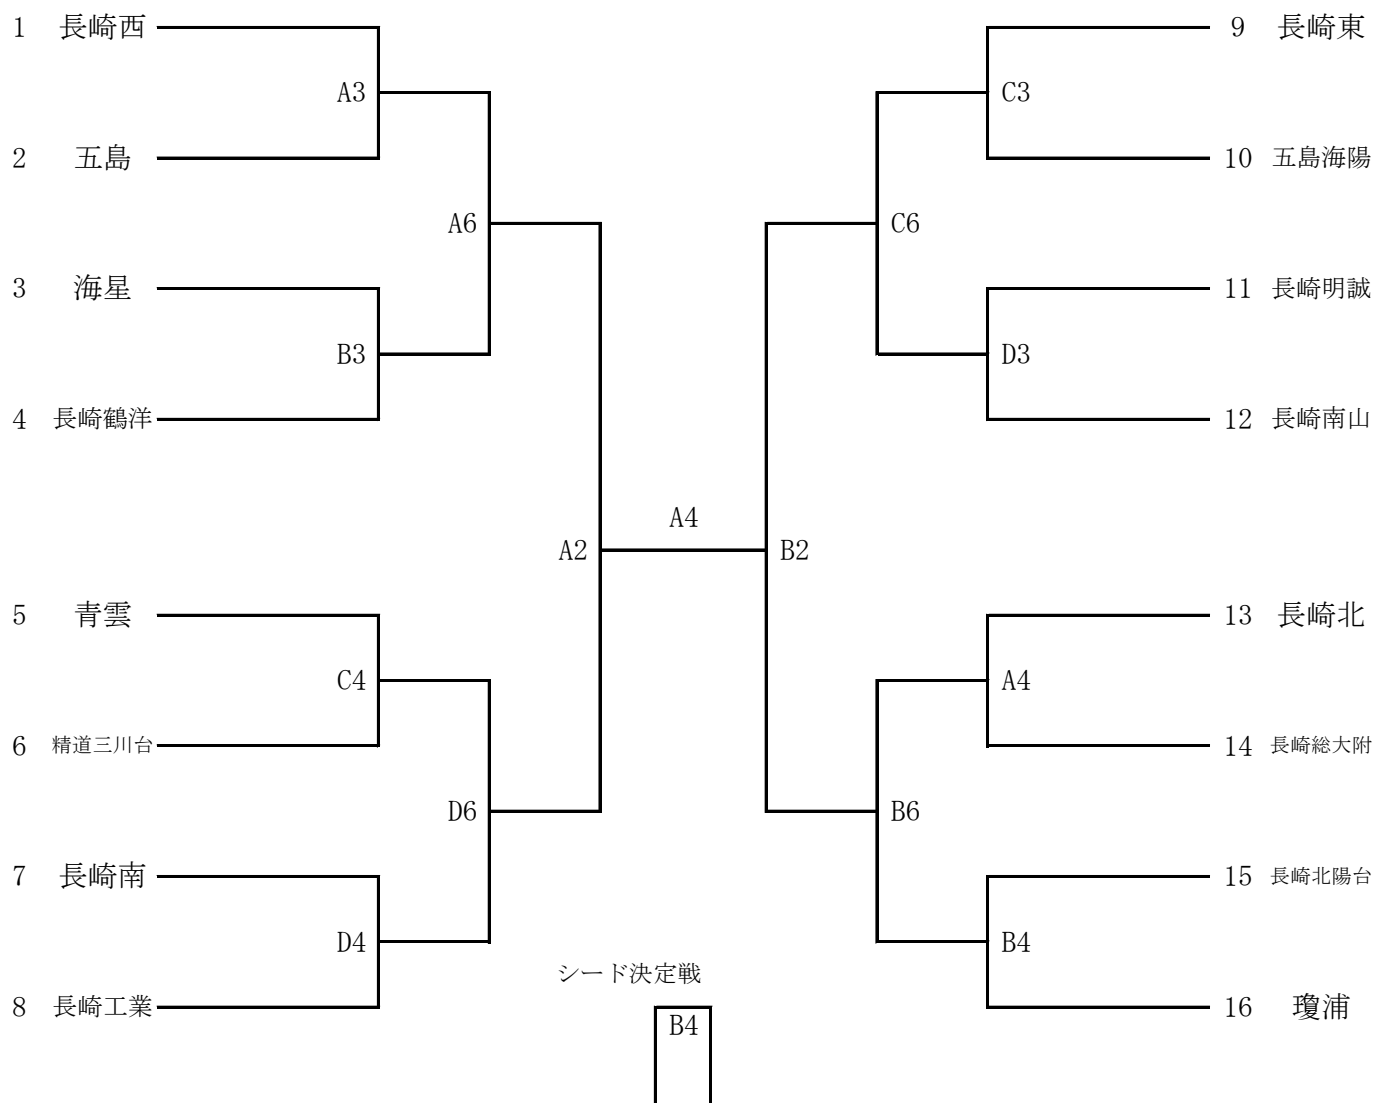 1 長崎西
A3
2 五島
A6
3 海星
B3
4 長崎鶴洋
A2
5 青雲
C4
6 精道三川台
D6
7 長崎南
D4
8 長崎工業
A4
シード決定戦
B4
9 長崎東
C3
10 五島海陽
C6
11 長崎明誠
D3
12 長崎南山
B2
13 長崎北
A4
14 長崎総大附
B6
15 長崎北陽台
B4
16 瓊浦